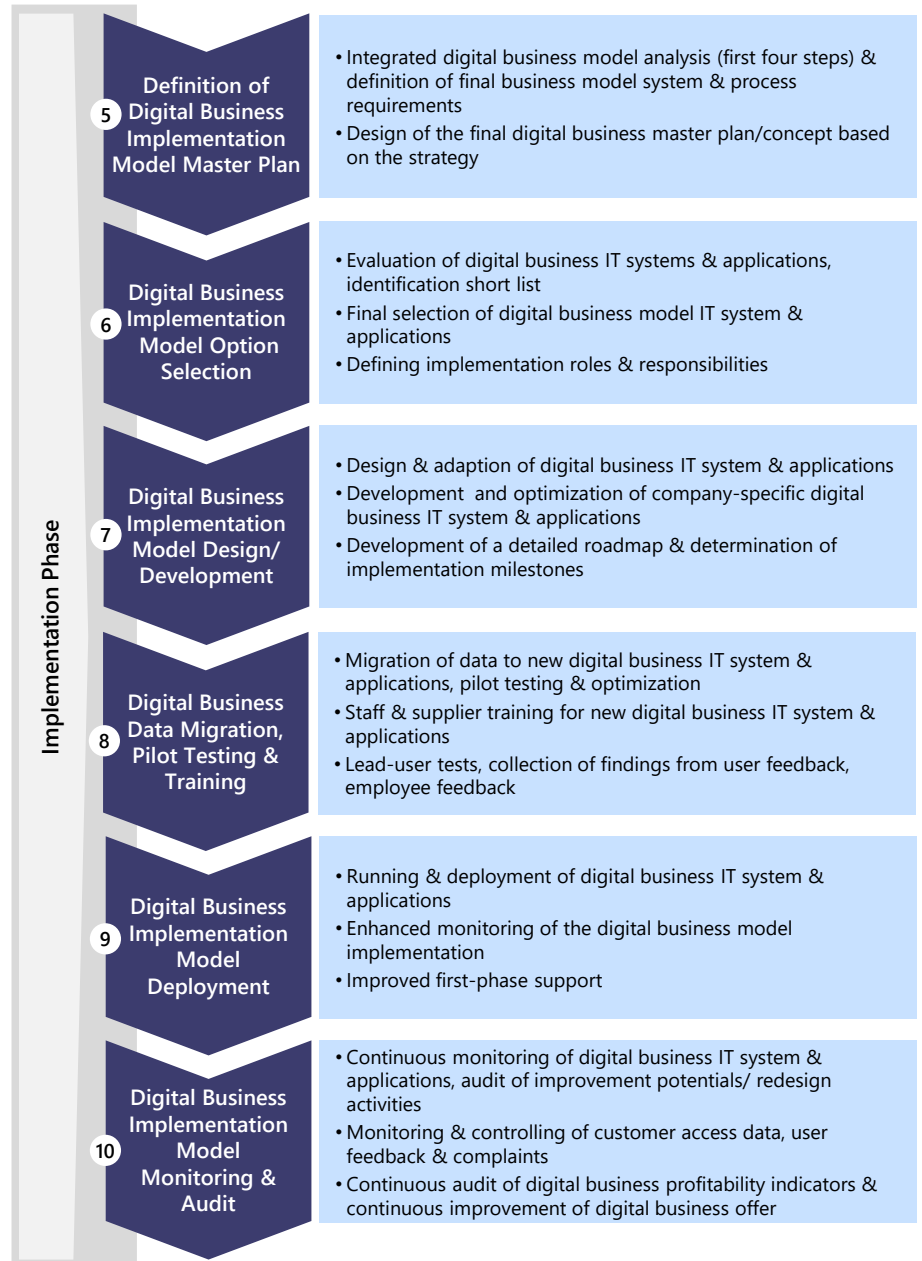 Implementation Phase
5
Definition of
Digital Business
Implementation
Model Master Plan
• Integrated digital business model analysis (first four steps) &
definition of final business model system & process
requirements
• Design of the final digital business master plan/concept based
on the strategy
6
Digital Business
Implementation
Model Option
Selection
• Evaluation of digital business IT systems & applications,
identification short list
• Final selection of digital business model IT system &
applications
• Defining implementation roles & responsibilities
7
Digital Business
Implementation
Model Design/
Development
• Design & adaption of digital business IT system & applications
• Development and optimization of company-specific digital
business IT system & applications
• Development of a detailed roadmap & determination of
implementation milestones
8
Digital Business
Data Migration,
Pilot Testing &
Training
• Migration of data to new digital business IT system &
applications, pilot testing & optimization
• Staff & supplier training for new digital business IT system &
applications
• Lead-user tests, collection of findings from user feedback,
employee feedback
9
Digital Business
Implementation
Model
Deployment
• Running & deployment of digital business IT system &
applications
• Enhanced monitoring of the digital business model
implementation
• Improved first-phase support
10
Digital Business
Implementation
Model
Monitoring &
Audit
• Continuous monitoring of digital business IT system &
applications, audit of improvement potentials/ redesign
activities
• Monitoring & controlling of customer access data, user
feedback & complaints
• Continuous audit of digital business profitability indicators &
continuous improvement of digital business offer